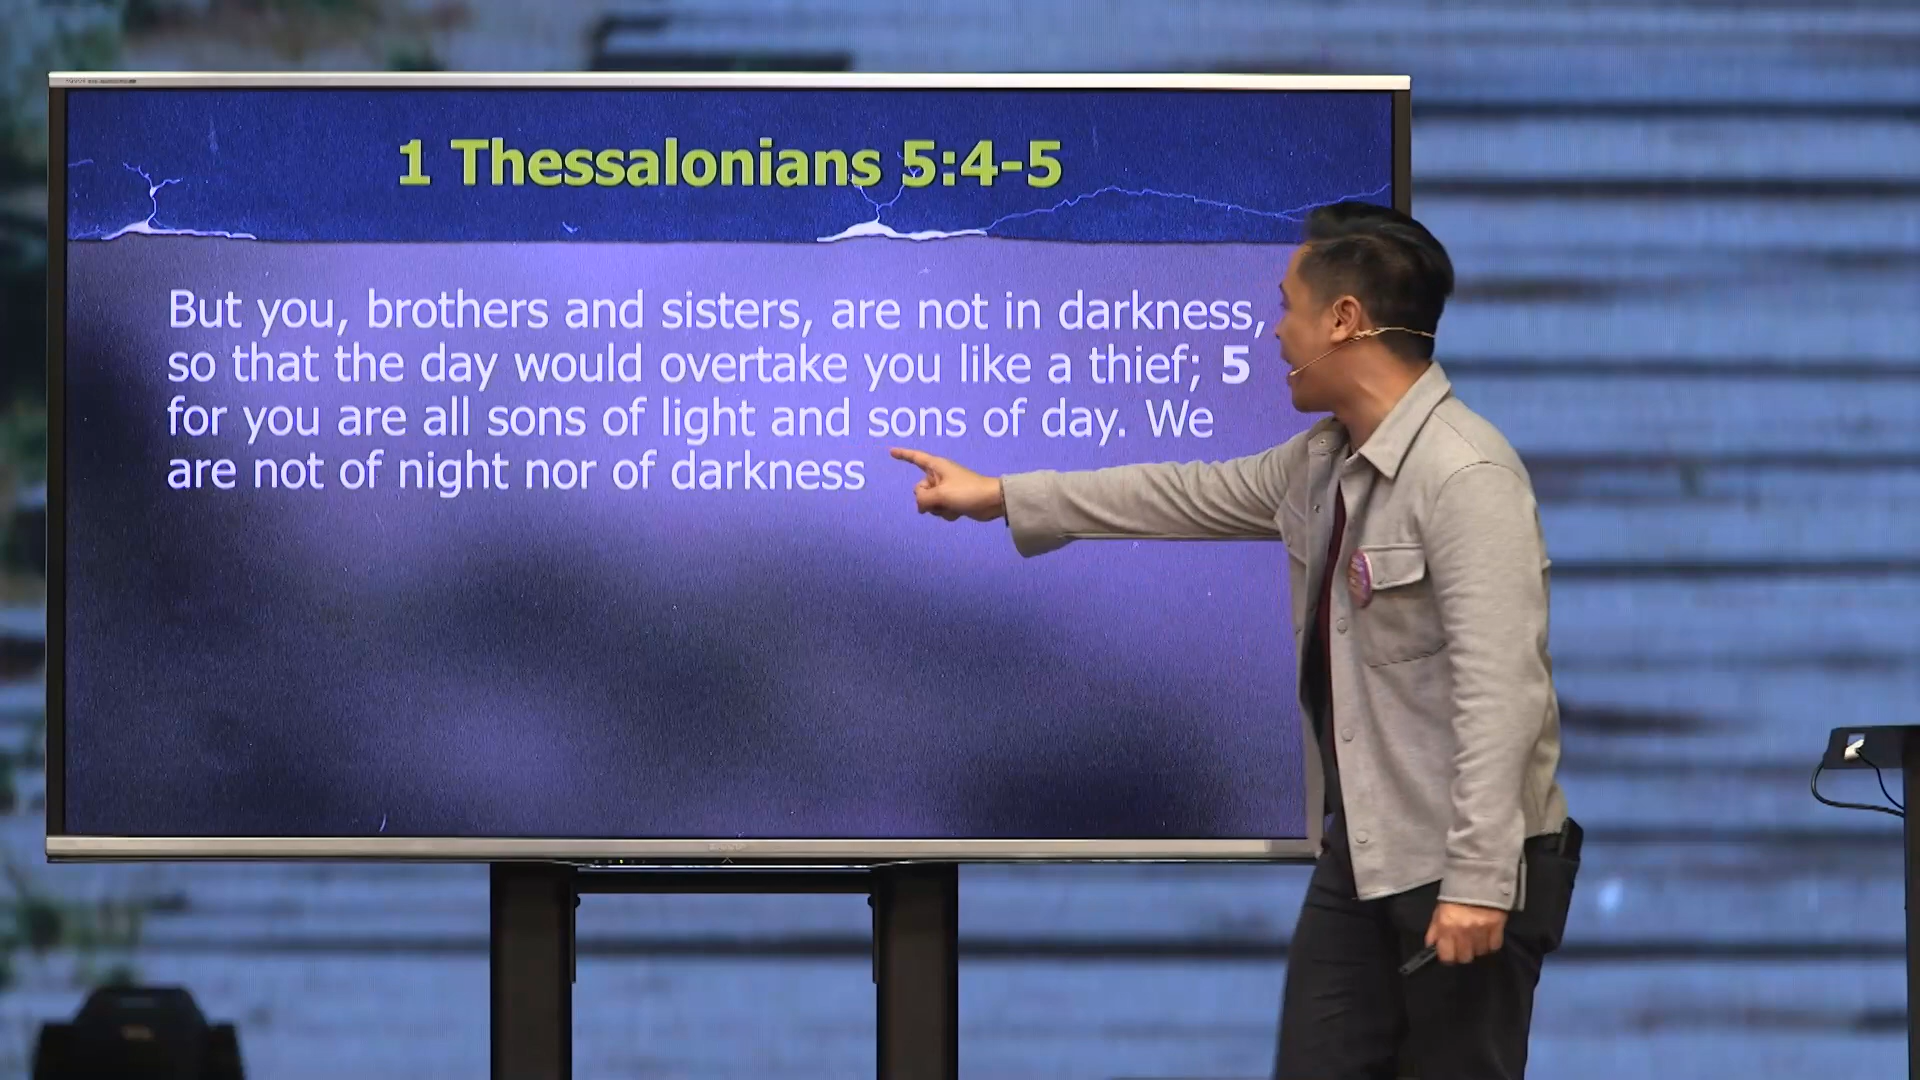 1 Thessalonians 5:4-5
But you, brothers and sisters, are not in darkness,
so that the day would overtake you like a thief; 5
for you are all sons of light and sons of day. We
are not of night nor of darkness